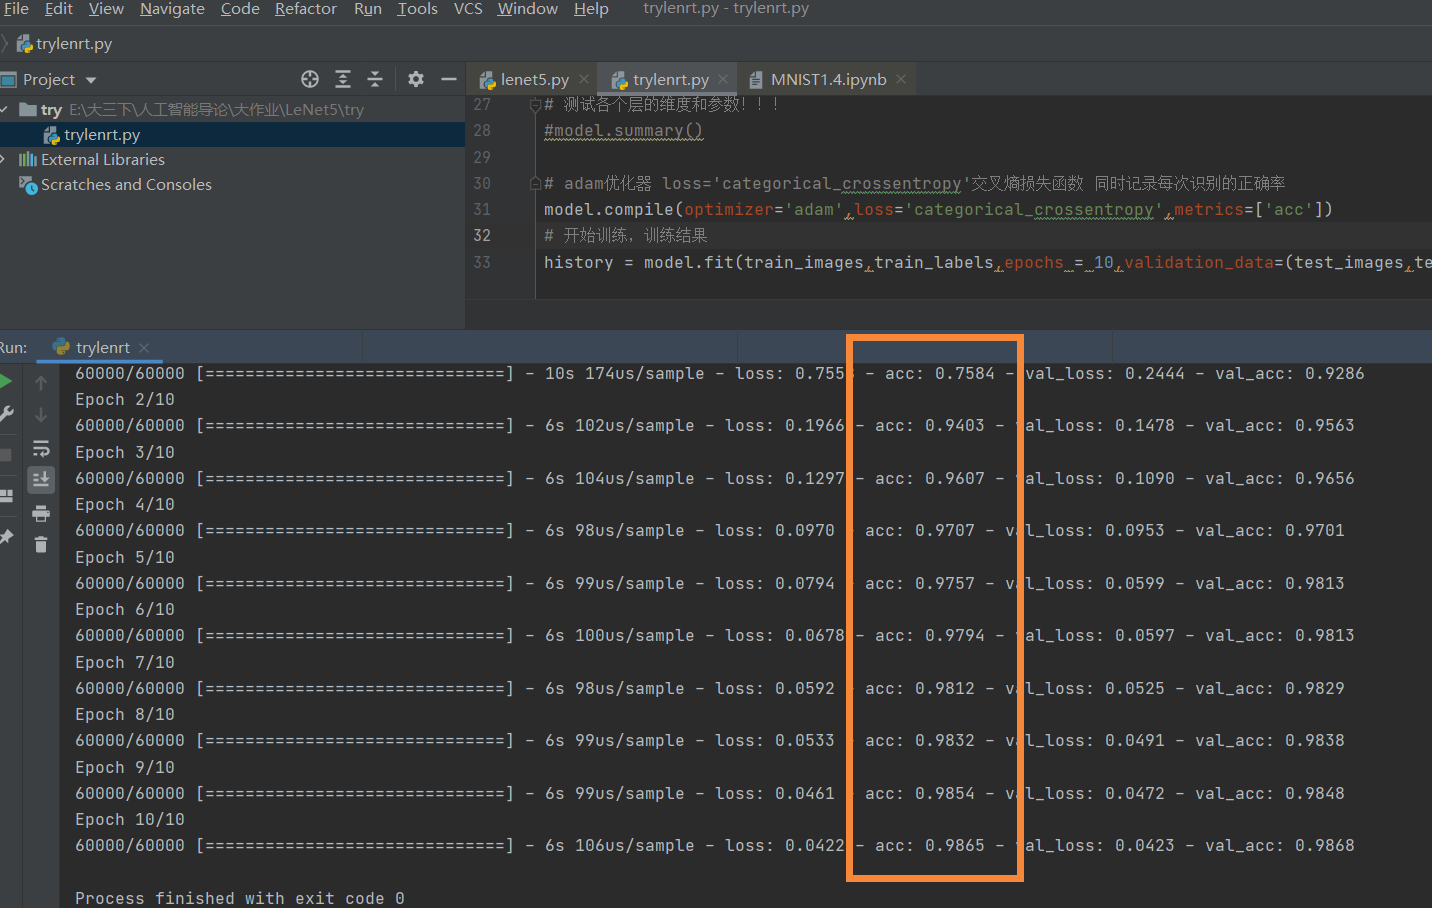 File Edit View Navigate Code Refactor Run Tools VCS Window Help trylenrt.py - trylenrt.py
trylenrt.py
Project
lenet5.py trylenrt.py MNIST1.4.ipynb
try E:\大三下\人工智能导论\大作业\LeNet5\try
trylenrt.py
External Libraries
Scratches and Consoles
27 # 测试各个层的维度和参数！！！
28 #model.summary()
29
30 # adam优化器 loss='categorical_crossentropy'交叉熵损失函数 同时记录每次识别的正确率
31 model.compile(optimizer='adam',loss='categorical_crossentropy',metrics=['acc'])
32 # 开始训练，训练结果
33 history = model.fit(train_images,train_labels,epochs = 10,validation_data=(test_images,te
Run: trylenrt
60000/60000 [==============================] - 10s 174us/sample - loss: 0.755 - acc: 0.7584 - val_loss: 0.2444 - val_acc: 0.9286
Epoch 2/10
60000/60000 [==============================] - 6s 102us/sample - loss: 0.1966 - acc: 0.9403 - val_loss: 0.1478 - val_acc: 0.9563
Epoch 3/10
60000/60000 [==============================] - 6s 104us/sample - loss: 0.1297 - acc: 0.9607 - val_loss: 0.1090 - val_acc: 0.9656
Epoch 4/10
60000/60000 [==============================] - 6s 98us/sample - loss: 0.0970 - acc: 0.9707 - val_loss: 0.0953 - val_acc: 0.9701
Epoch 5/10
60000/60000 [==============================] - 6s 99us/sample - loss: 0.0794 - acc: 0.9757 - val_loss: 0.0599 - val_acc: 0.9813
Epoch 6/10
60000/60000 [==============================] - 6s 100us/sample - loss: 0.0678 - acc: 0.9794 - val_loss: 0.0597 - val_acc: 0.9813
Epoch 7/10
60000/60000 [==============================] - 6s 98us/sample - loss: 0.0592 - acc: 0.9812 - val_loss: 0.0525 - val_acc: 0.9829
Epoch 8/10
60000/60000 [==============================] - 6s 99us/sample - loss: 0.0533 - acc: 0.9832 - val_loss: 0.0491 - val_acc: 0.9838
Epoch 9/10
60000/60000 [==============================] - 6s 99us/sample - loss: 0.0461 - acc: 0.9854 - val_loss: 0.0472 - val_acc: 0.9848
Epoch 10/10
60000/60000 [==============================] - 6s 106us/sample - loss: 0.0422 - acc: 0.9865 - val_loss: 0.0423 - val_acc: 0.9868
Process finished with exit code 0